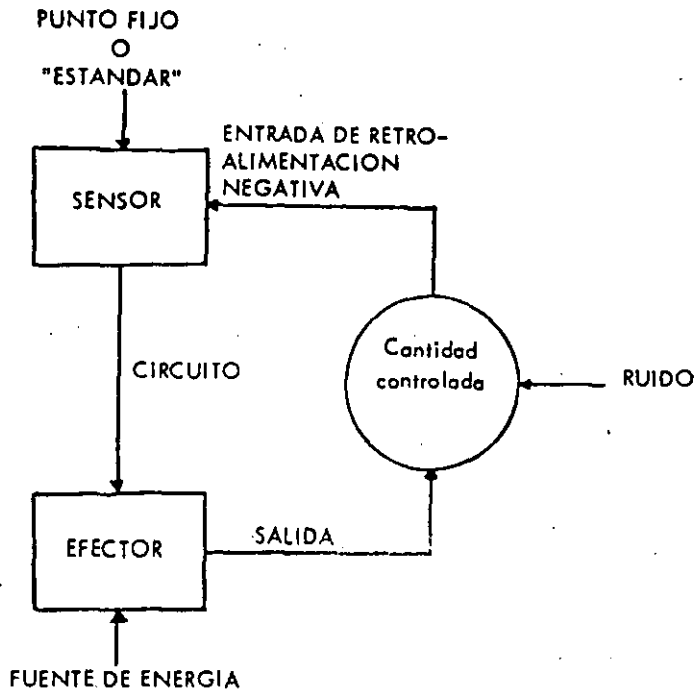 PUNTO FIJO
O
"ESTANDAR"
ENTRADA DE RETRO-
ALIMENTACION
NEGATIVA
SENSOR
Cantidad
controlada
CIRCUITO
RUIDO
EFECTOR
SALIDA
FUENTE DE ENERGIA